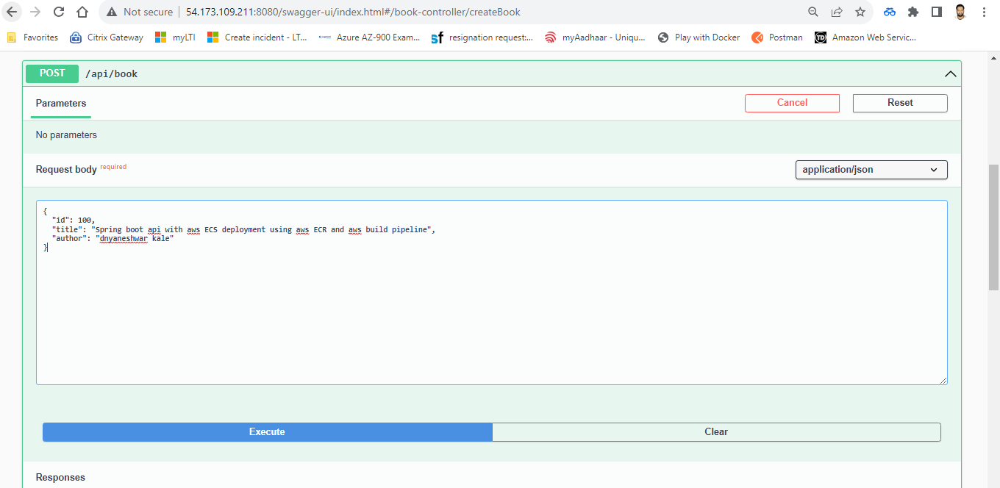 Not secure 54.173.109.211:8080/swagger-ui/index.html#/book-controller/createBook
Favorites Citrix Gateway myLTI Create incident - LT... Azure AZ-900 Exam... sf resignation request:... myAadhaar - Uniqu... Play with Docker Postman TD Amazon Web Servic...
POST /api/book
Parameters Cancel Reset
No parameters
Request body required application/json
{
"id": 100,
"title": "Spring boot api with aws ECS deployment using aws ECR and aws build pipeline",
"author": "dnyaneshwar kale"
}
Execute Clear
Responses